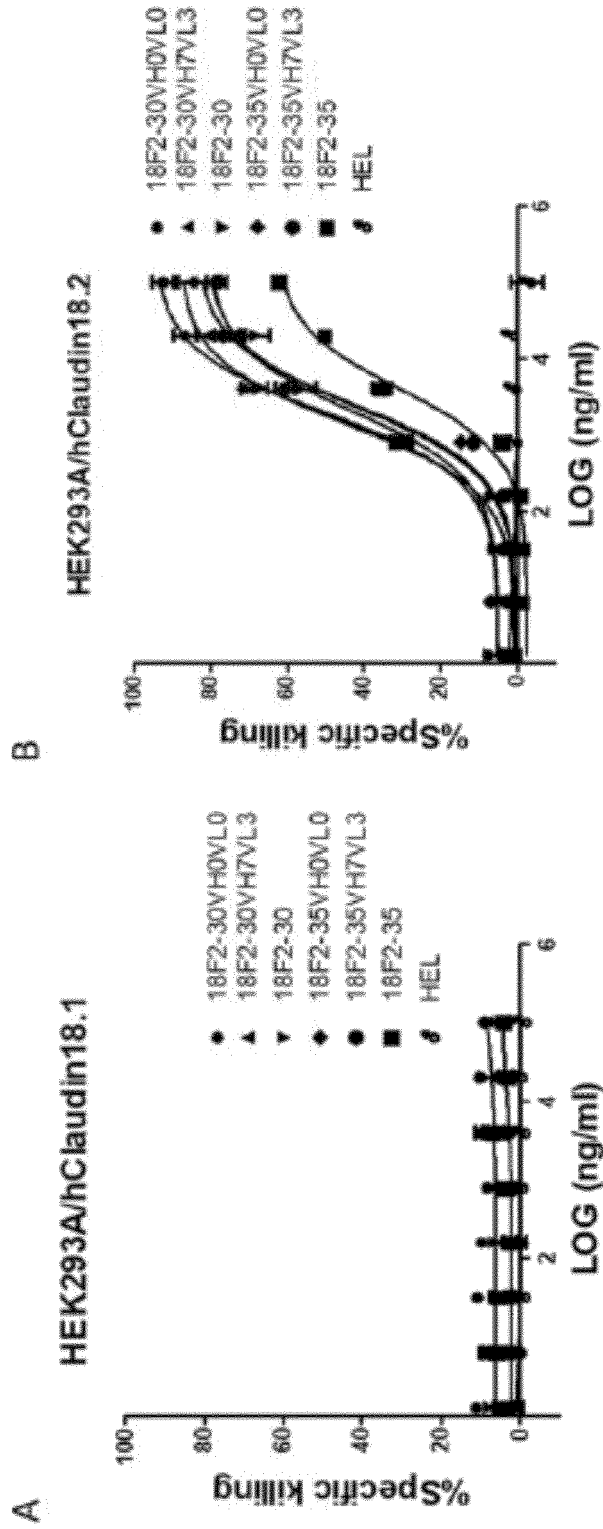 A
HEK293A/hClaudin18.1
%Specific killing
100
80
60
40
20
0
2
4
6
LOG (ng/ml)
18F2-30VH0VL0
18F2-30VH7VL3
18F2-30
18F2-35VH0VL0
18F2-35VH7VL3
18F2-35
HEL
B
HEK293A/hClaudin18.2
%Specific killing
100
80
60
40
20
0
2
4
6
LOG (ng/ml)
18F2-30VH0VL0
18F2-30VH7VL3
18F2-30
18F2-35VH0VL0
18F2-35VH7VL3
18F2-35
HEL